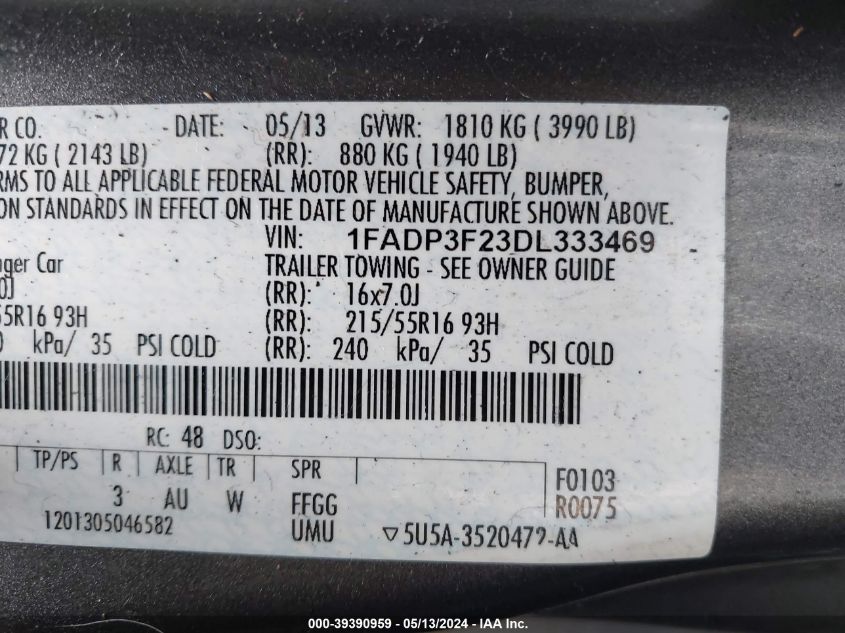 R CO. DATE: 05/13 GVWR: 1810 KG ( 3990 LB)
72 KG ( 2143 LB) (RR): 880 KG ( 1940 LB)
RMS TO ALL APPLICABLE FEDERAL MOTOR VEHICLE SAFETY, BUMPER,
ON STANDARDS IN EFFECT ON THE DATE OF MANUFACTURE SHOWN ABOVE.
VIN: 1FADP3F23DL333469
nger Car TRAILER TOWING - SEE OWNER GUIDE
0J (RR): 16x7.0J
55R16 93H (RR): 215/55R16 93H
0 kPa/ 35 PSI COLD (RR): 240 kPa/ 35 PSI COLD
RC: 48 DSO:
TP/PS R AXLE TR SPR
3 AU W FFGG F0103
1201305046582 UMU R0075
▽5U5A-3520472-AA
000-39390959 - 05/13/2024 - IAA Inc.